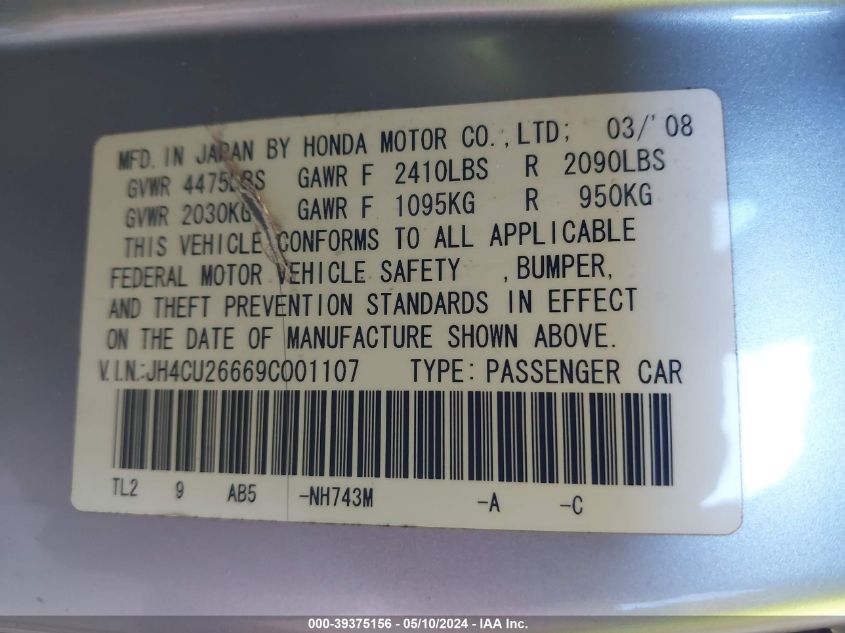 MFD. IN JAPAN BY HONDA MOTOR CO., LTD; 03/'08
GVWR 4475LBS GAWR F 2410LBS R 2090LBS
GVWR 2030KG GAWR F 1095KG R 950KG
THIS VEHICLE CONFORMS TO ALL APPLICABLE
FEDERAL MOTOR VEHICLE SAFETY , BUMPER,
AND THEFT PREVENTION STANDARDS IN EFFECT
ON THE DATE OF MANUFACTURE SHOWN ABOVE.
V.I.N.:JH4CU26669C001107 TYPE: PASSENGER CAR
TL2 9 AB5 -NH743M -A -C
000-39375156 - 05/10/2024 - IAA Inc.